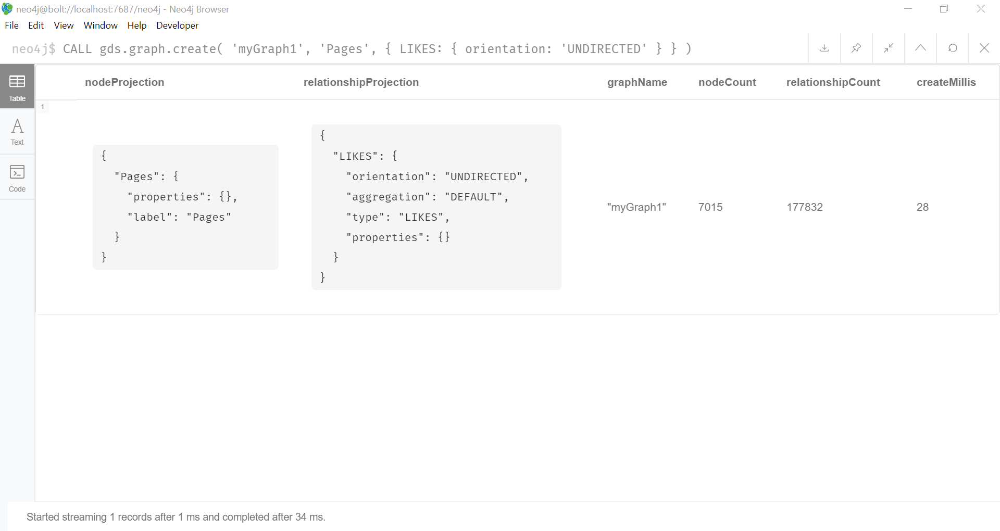 neo4j@bolt://localhost:7687/neo4j - Neo4j Browser
File Edit View Window Help Developer
neo4j$ CALL gds.graph.create( 'myGraph1', 'Pages', { LIKES: { orientation: 'UNDIRECTED' } } )
Table
Text
Code
nodeProjection relationshipProjection graphName nodeCount relationshipCount createMillis
1
{
"Pages": {
"properties": {},
"label": "Pages"
}
}
{
"LIKES": {
"orientation": "UNDIRECTED",
"aggregation": "DEFAULT",
"type": "LIKES",
"properties": {}
}
}
"myGraph1" 7015 177832 28
Started streaming 1 records after 1 ms and completed after 34 ms.